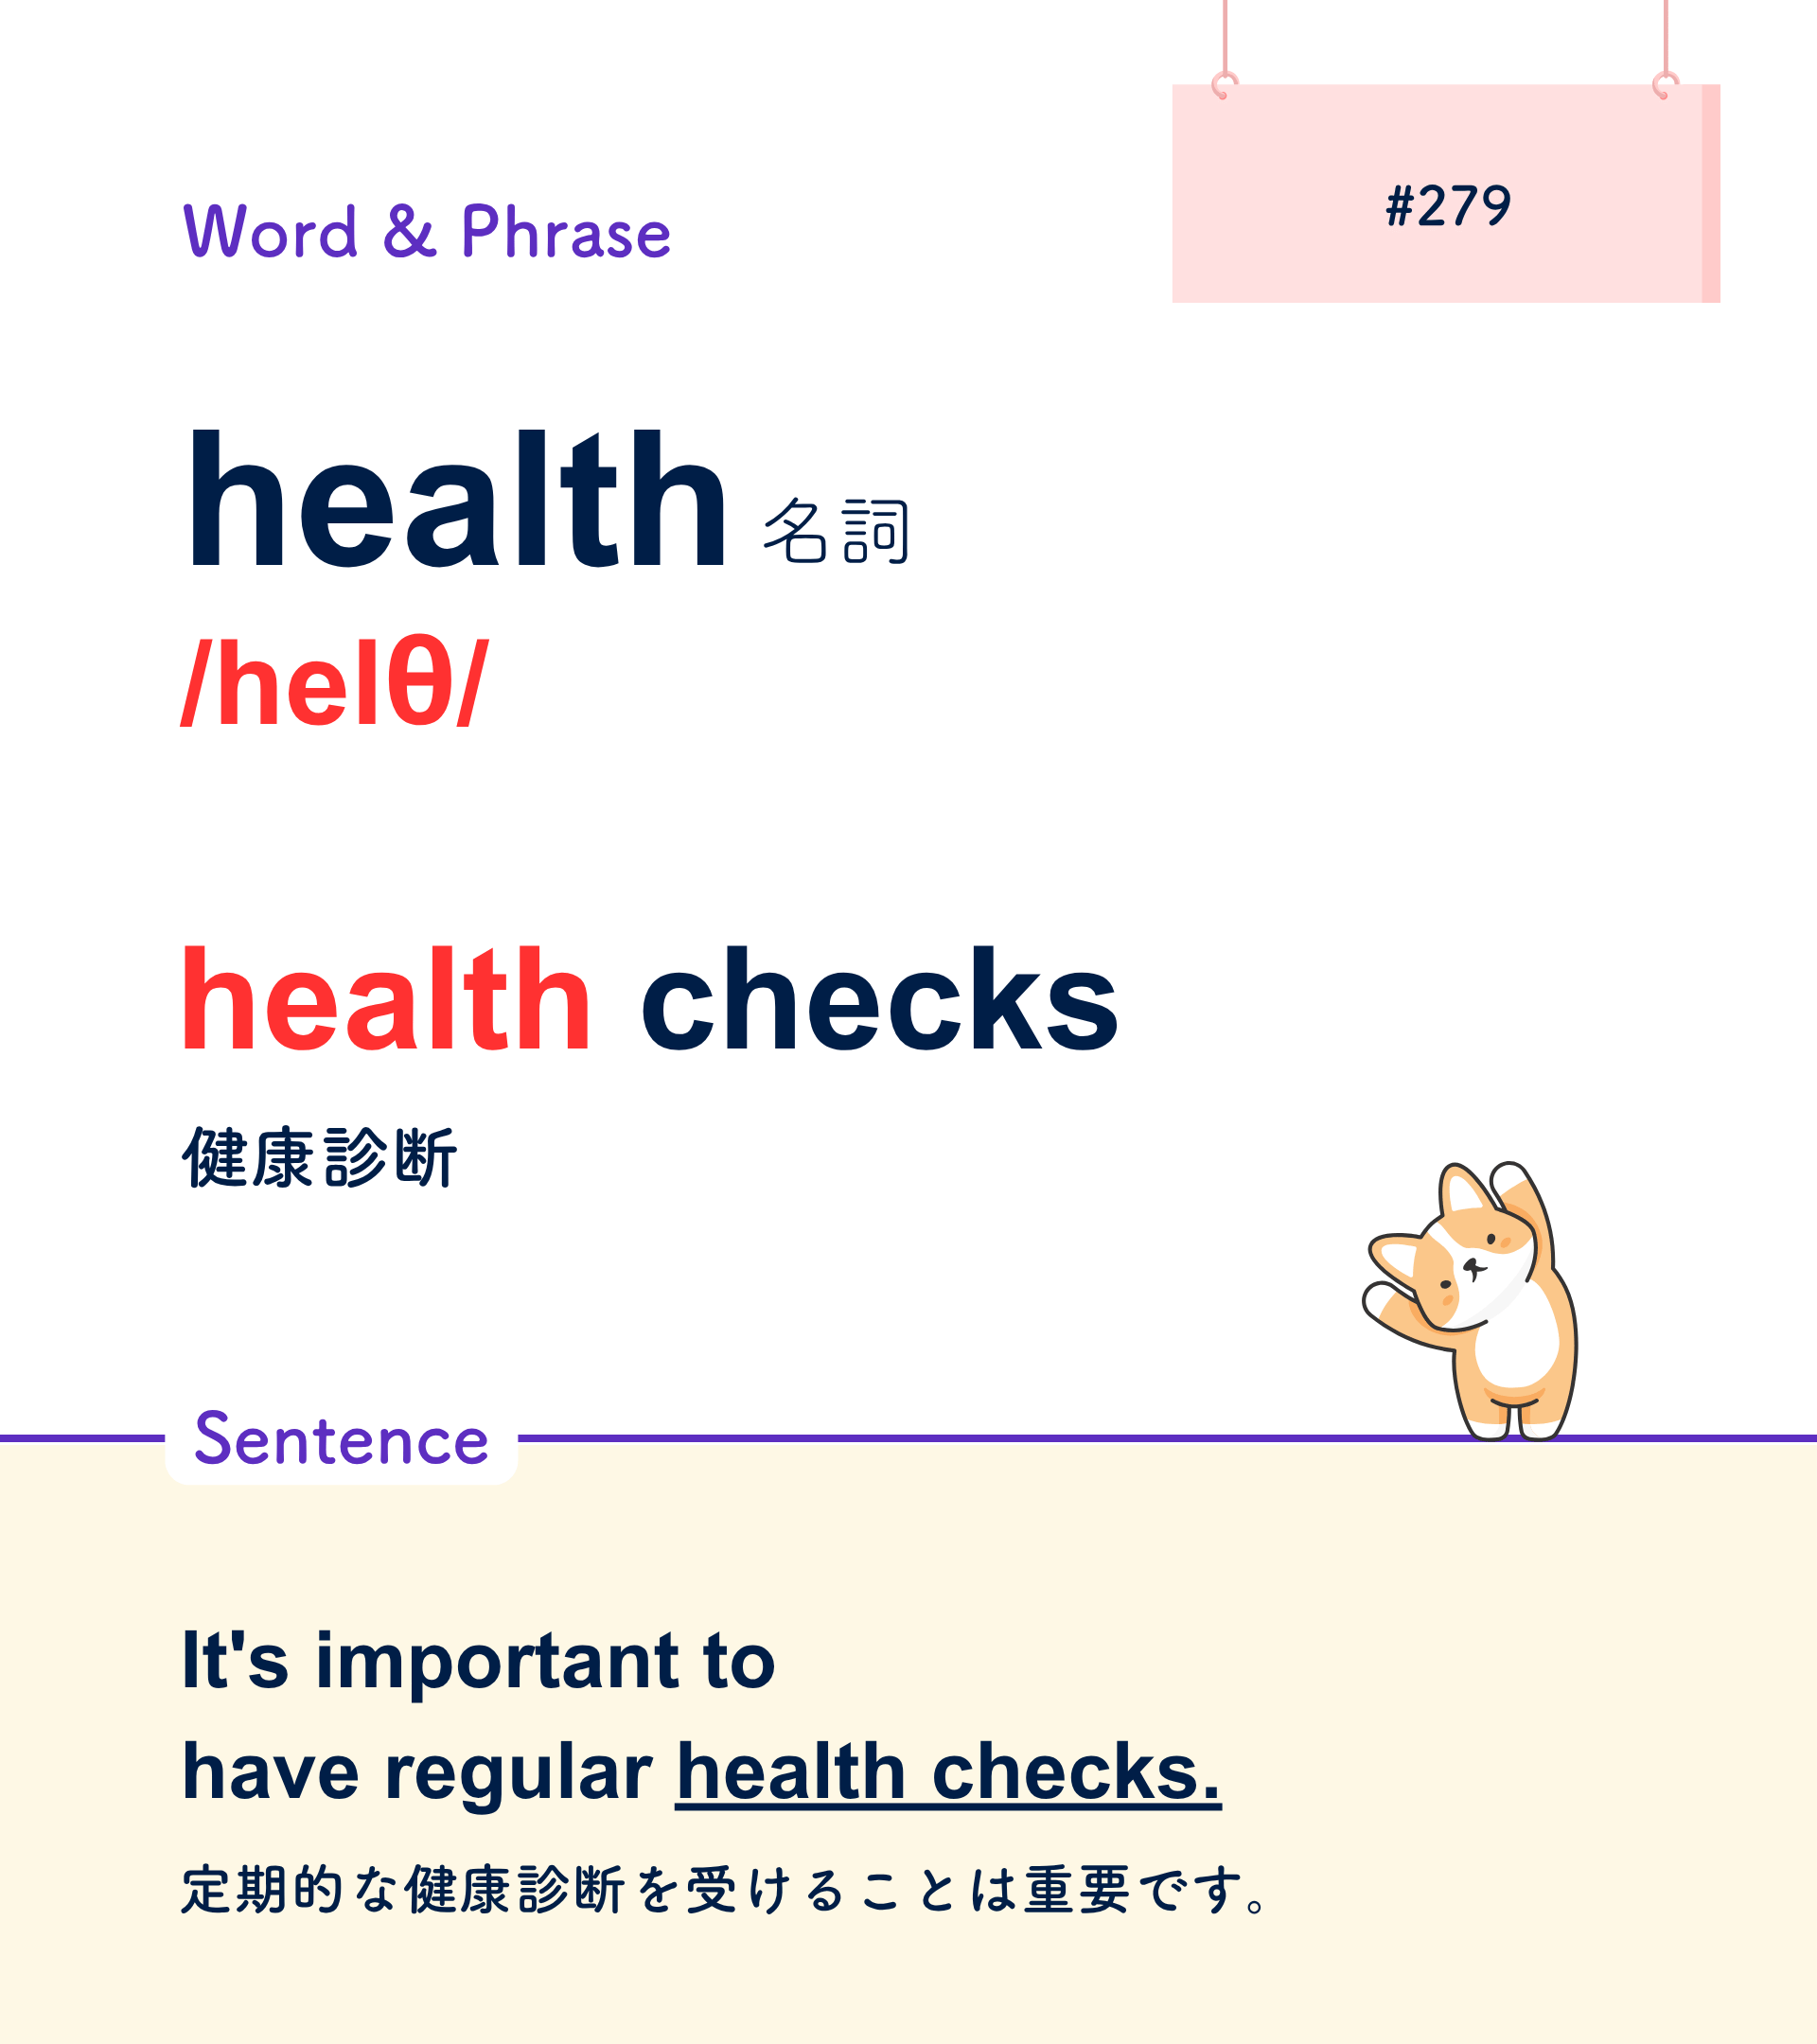 #279
Word & Phrase
health 名詞
/helθ/
health checks
健康診断
Sentence
It's important to
have regular health checks.
定期的な健康診断を受けることは重要です。